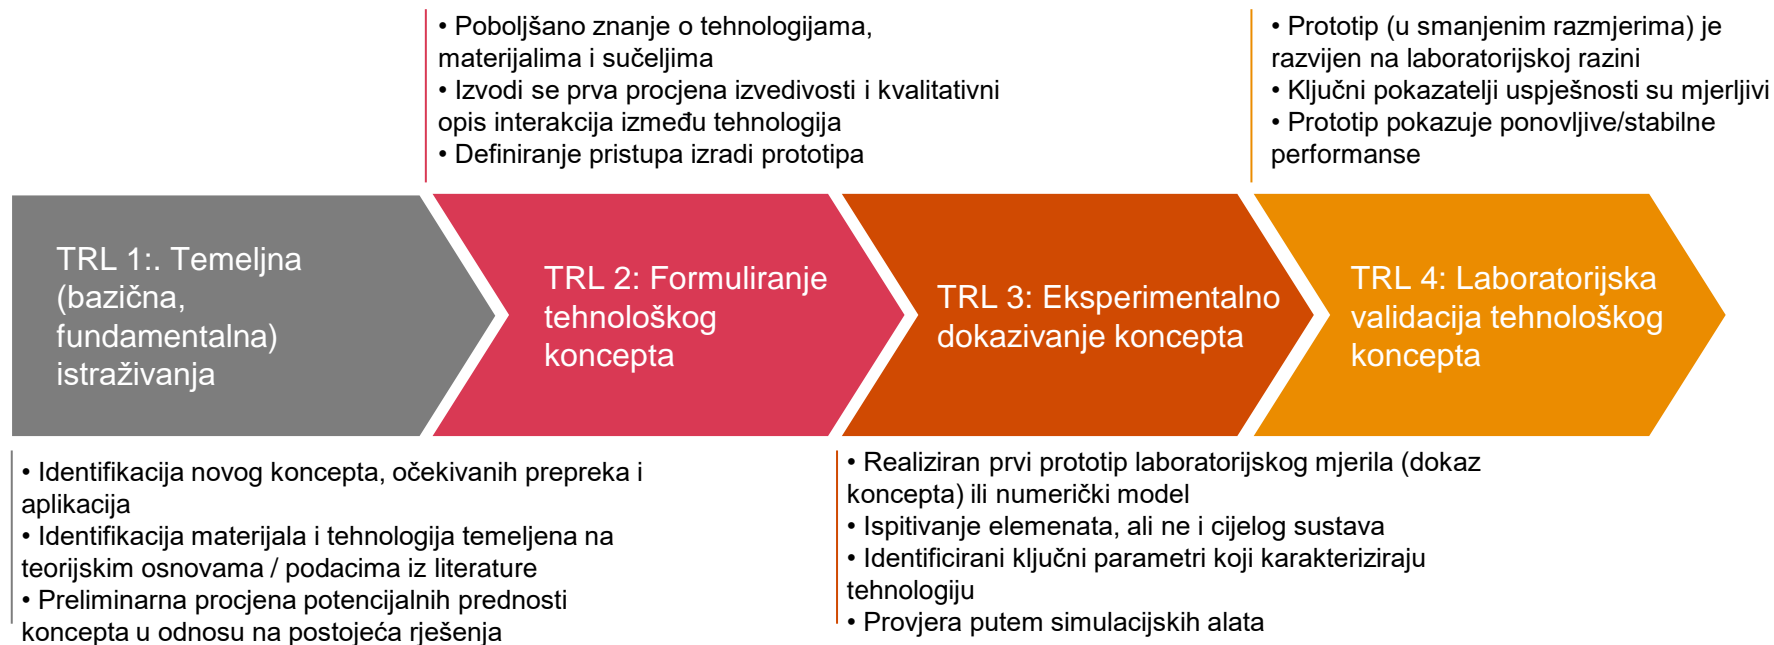 • Poboljšano znanje o tehnologijama,
materijalima i sučeljima
• Izvodi se prva procjena izvedivosti i kvalitativni
opis interakcija između tehnologija
• Definiranje pristupa izradi prototipa
• Prototip (u smanjenim razmjerima) je
razvijen na laboratorijskoj razini
• Ključni pokazatelji uspješnosti su mjerljivi
• Prototip pokazuje ponovljive/stabilne
performanse
TRL 1:. Temeljna
(bazična,
fundamentalna)
istraživanja
TRL 2: Formuliranje
tehnološkog
koncepta
TRL 3: Eksperimentalno
dokazivanje koncepta
TRL 4: Laboratorijska
validacija tehnološkog
koncepta
• Identifikacija novog koncepta, očekivanih prepreka i
aplikacija
• Identifikacija materijala i tehnologija temeljena na
teorijskim osnovama / podacima iz literature
• Preliminarna procjena potencijalnih prednosti
koncepta u odnosu na postojeća rješenja
• Realiziran prvi prototip laboratorijskog mjerila (dokaz
koncepta) ili numerički model
• Ispitivanje elemenata, ali ne i cijelog sustava
• Identificirani ključni parametri koji karakteriziraju
tehnologiju
• Provjera putem simulacijskih alata